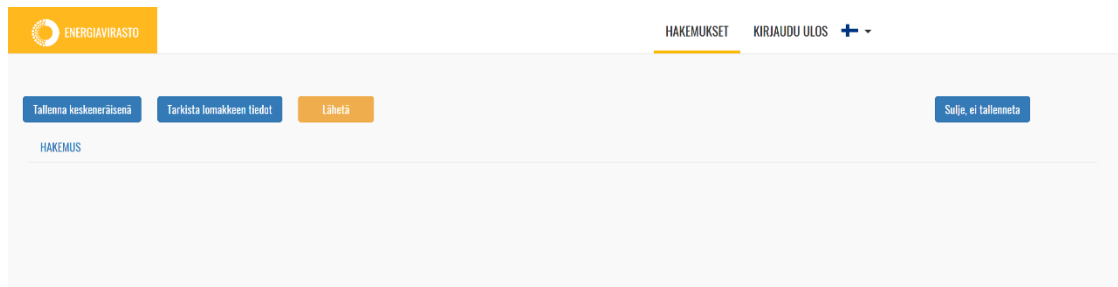 ENERGIAVIRASTO
HAKEMUKSET KIRJAUDU ULOS
Tallenna keskeneräisenä Tarkista lomakkeen tiedot Lähetä Sulje, ei tallenneta
HAKEMUS